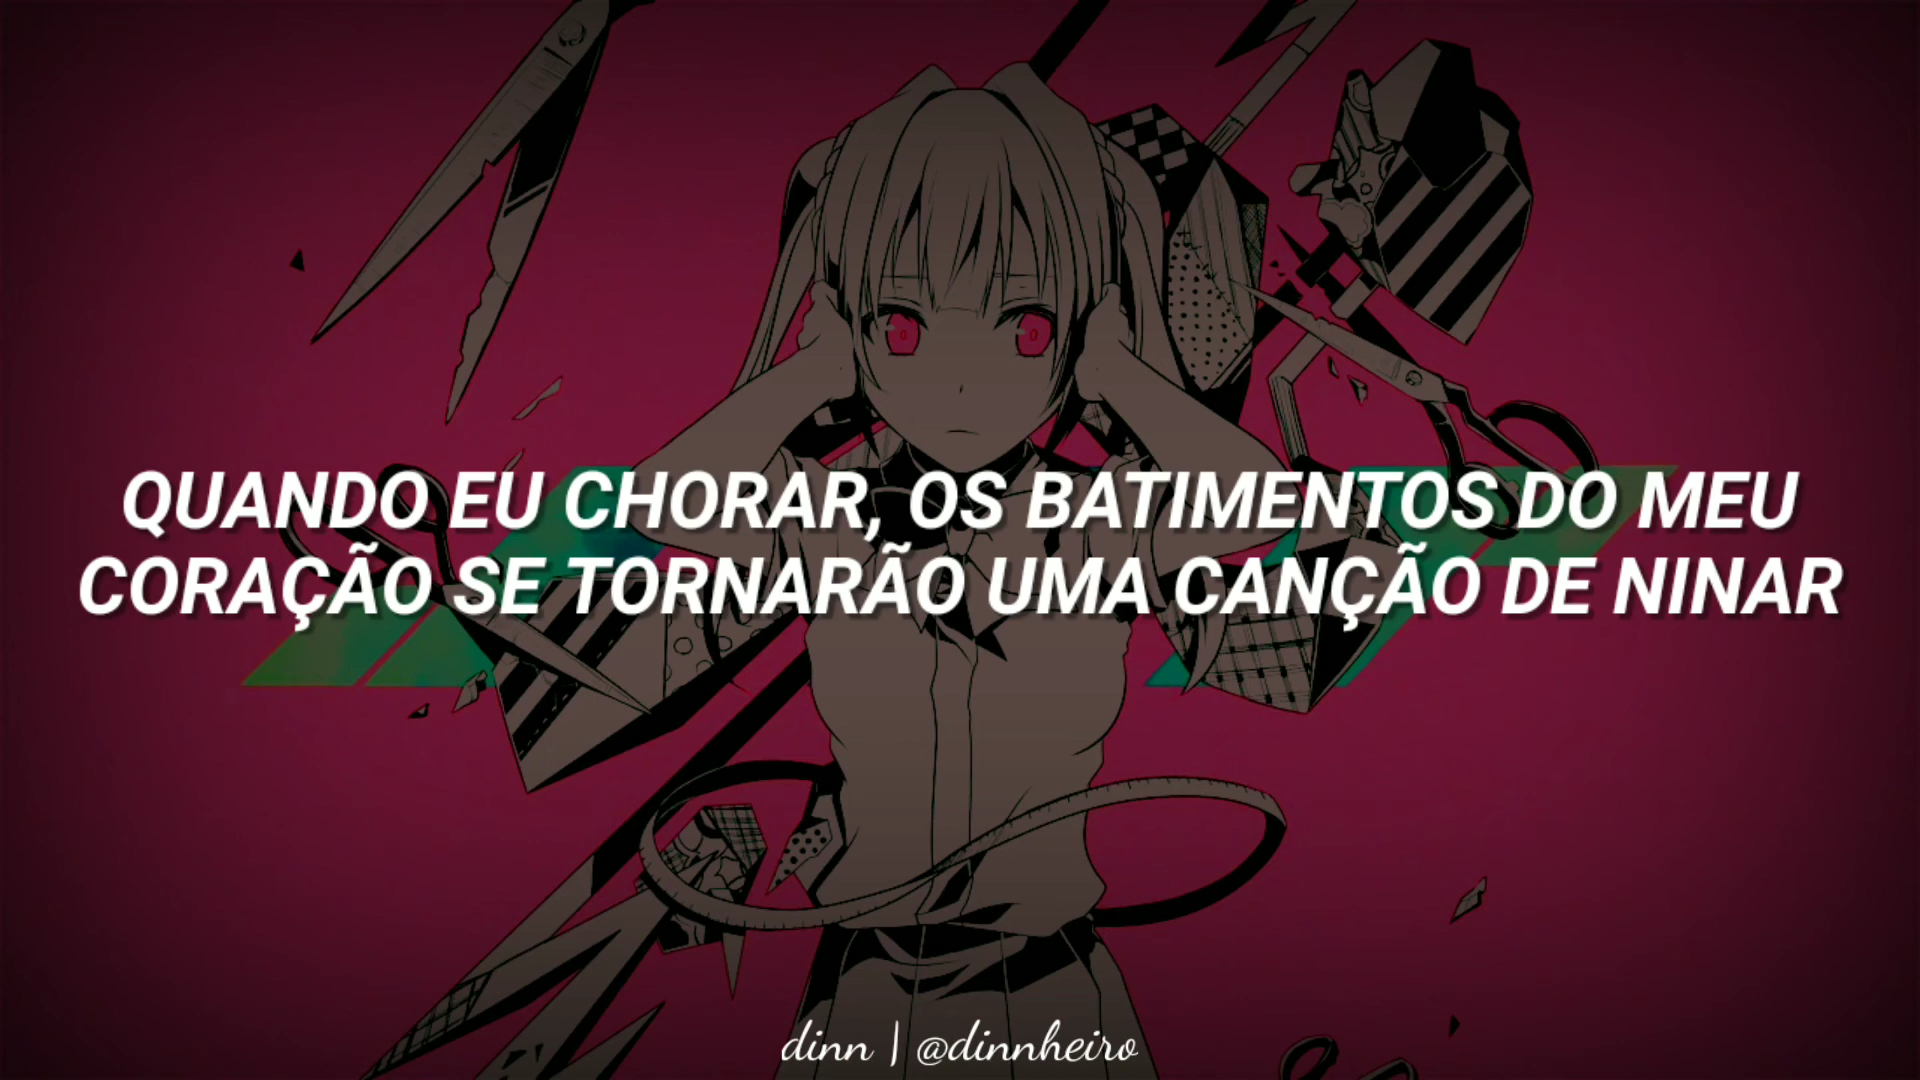 QUANDO EU CHORAR, OS BATIMENTOS DO MEU
CORAÇÃO SE TORNARÃO UMA CANÇÃO DE NINAR
dinn | @dinnheiro